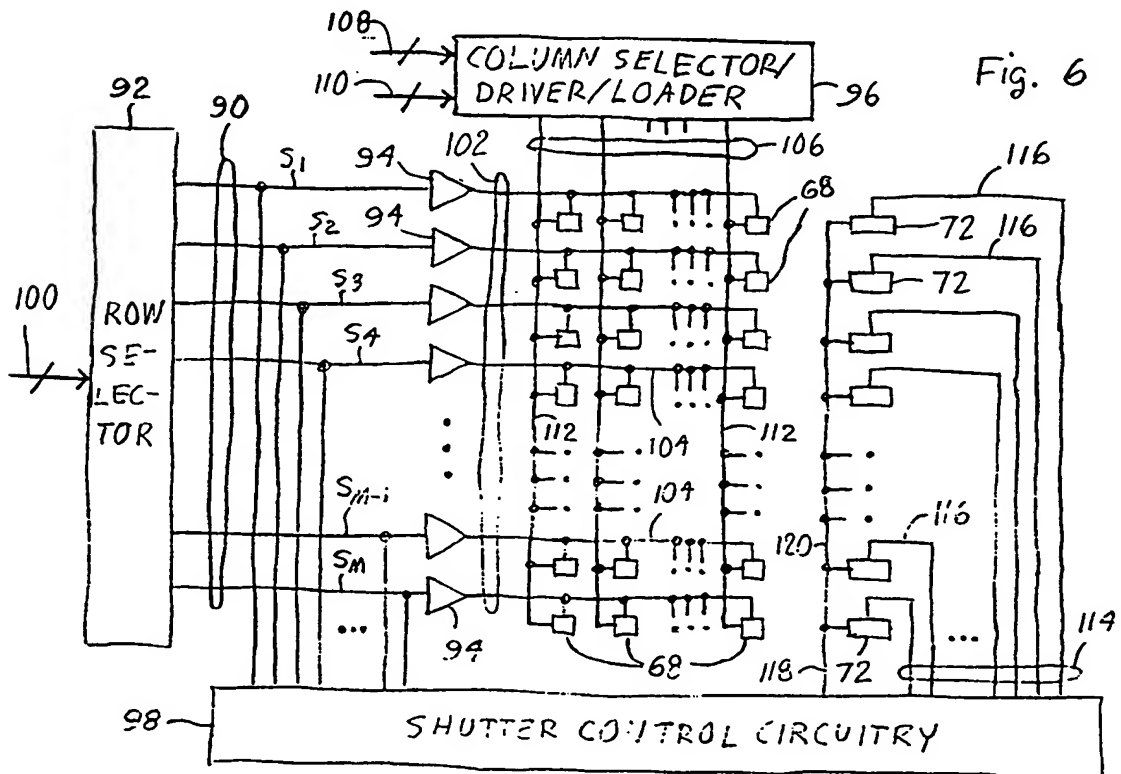 108
110
COLUMN SELECTOR/
DRIVER/LOADER
96
Fig. 6
92
90
94
102
106
116
S1
68
72
116
94
S2
72
S3
100
ROW
SE-
LEC-
TOR
S4
112
104
112
Sm-i
104
116
120
Sm
...
94
68
118
72
...
114
98
SHUTTER CONTROL CIRCUITRY